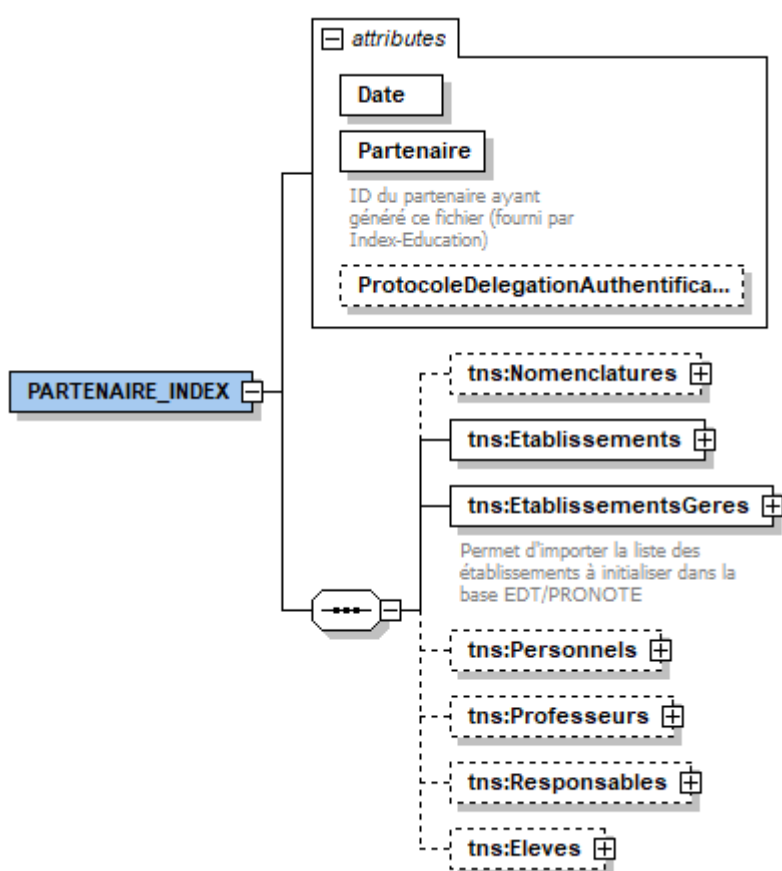 attributes
Date
Partenaire
ID du partenaire ayant
généré ce fichier (fourni par
Index-Education)
ProtocoleDelegationAuthentifica...
PARTENAIRE_INDEX
tns:Nomenclatures
tns:Etablissements
tns:EtablissementsGeres
Permet d'importer la liste des
établissements à initialiser dans la
base EDT/PRONOTE
tns:Personnels
tns:Professeurs
tns:Responsables
tns:Eleves